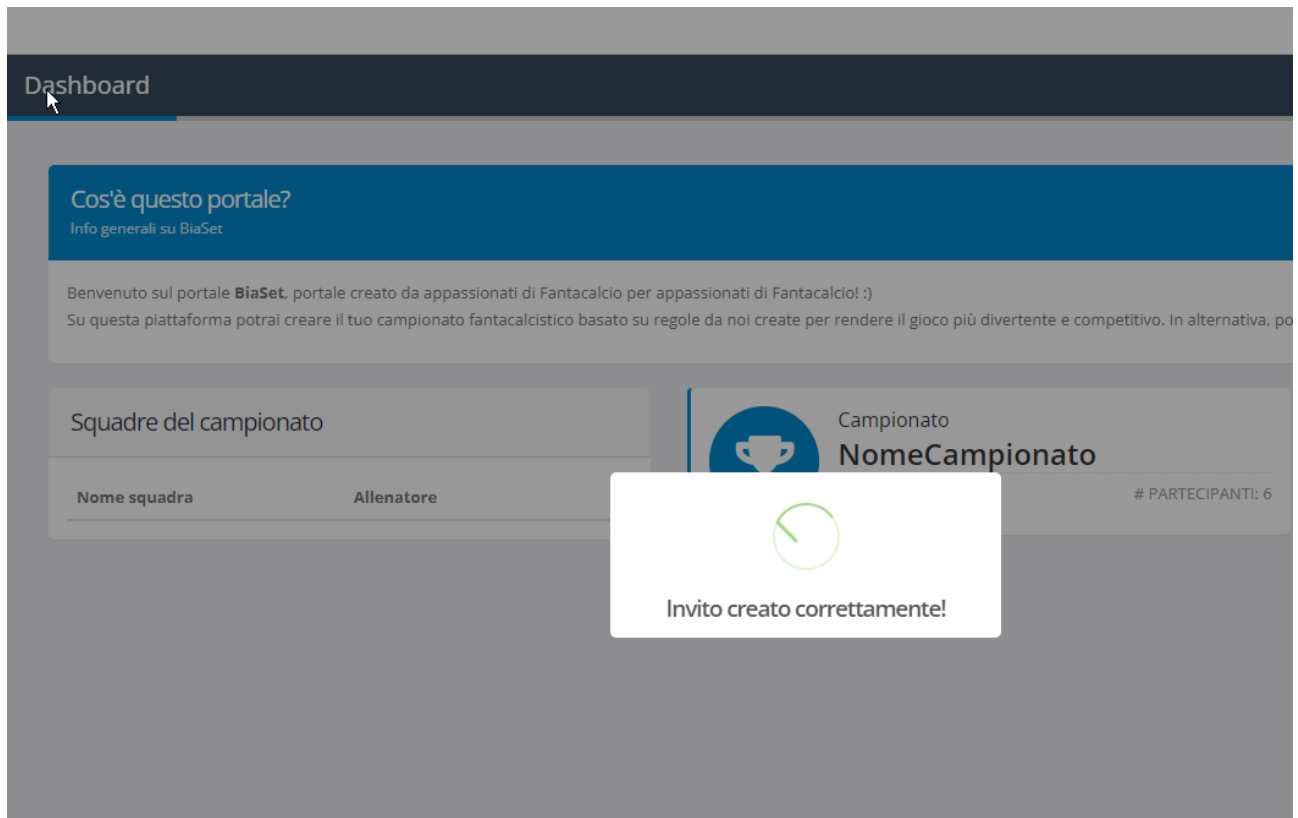 Dashboard
Cos'è questo portale?
Info generali su BiaSet
Benvenuto sul portale BiaSet, portale creato da appassionati di Fantacalcio per appassionati di Fantacalcio! :)
Su questa piattaforma potrai creare il tuo campionato fantacalcistico basato su regole da noi create per rendere il gioco più divertente e competitivo. In alternativa, po
Squadre del campionato
Nome squadra Allenatore
Campionato
NomeCampionato
# PARTECIPANTI: 6
Invito creato correttamente!